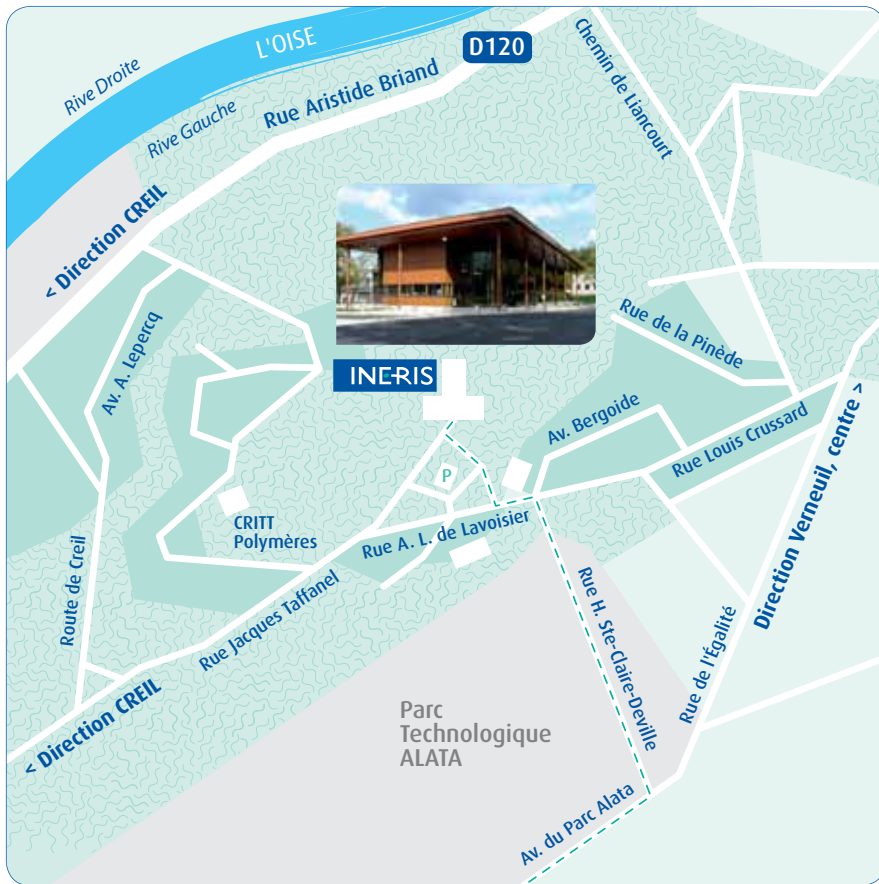 L'OISE
D120
Rive Droite
Rive Gauche
Rue Aristide Briand
Chemin de Liancourt
< Direction CREIL
Av. A. Lepercq
Rue de la Pinède
INERIS
Av. Bergoide
Rue Louis Crussard
Direction Verneuil, centre >
P
CRITT
Polymères
Rue A. L. de Lavoisier
Route de Creil
Rue Jacques Taffanel
Rue H. Ste-Claire-Deville
Rue de l'Égalité
< Direction CREIL
Parc
Technologique
ALATA
Av. du Parc Alata